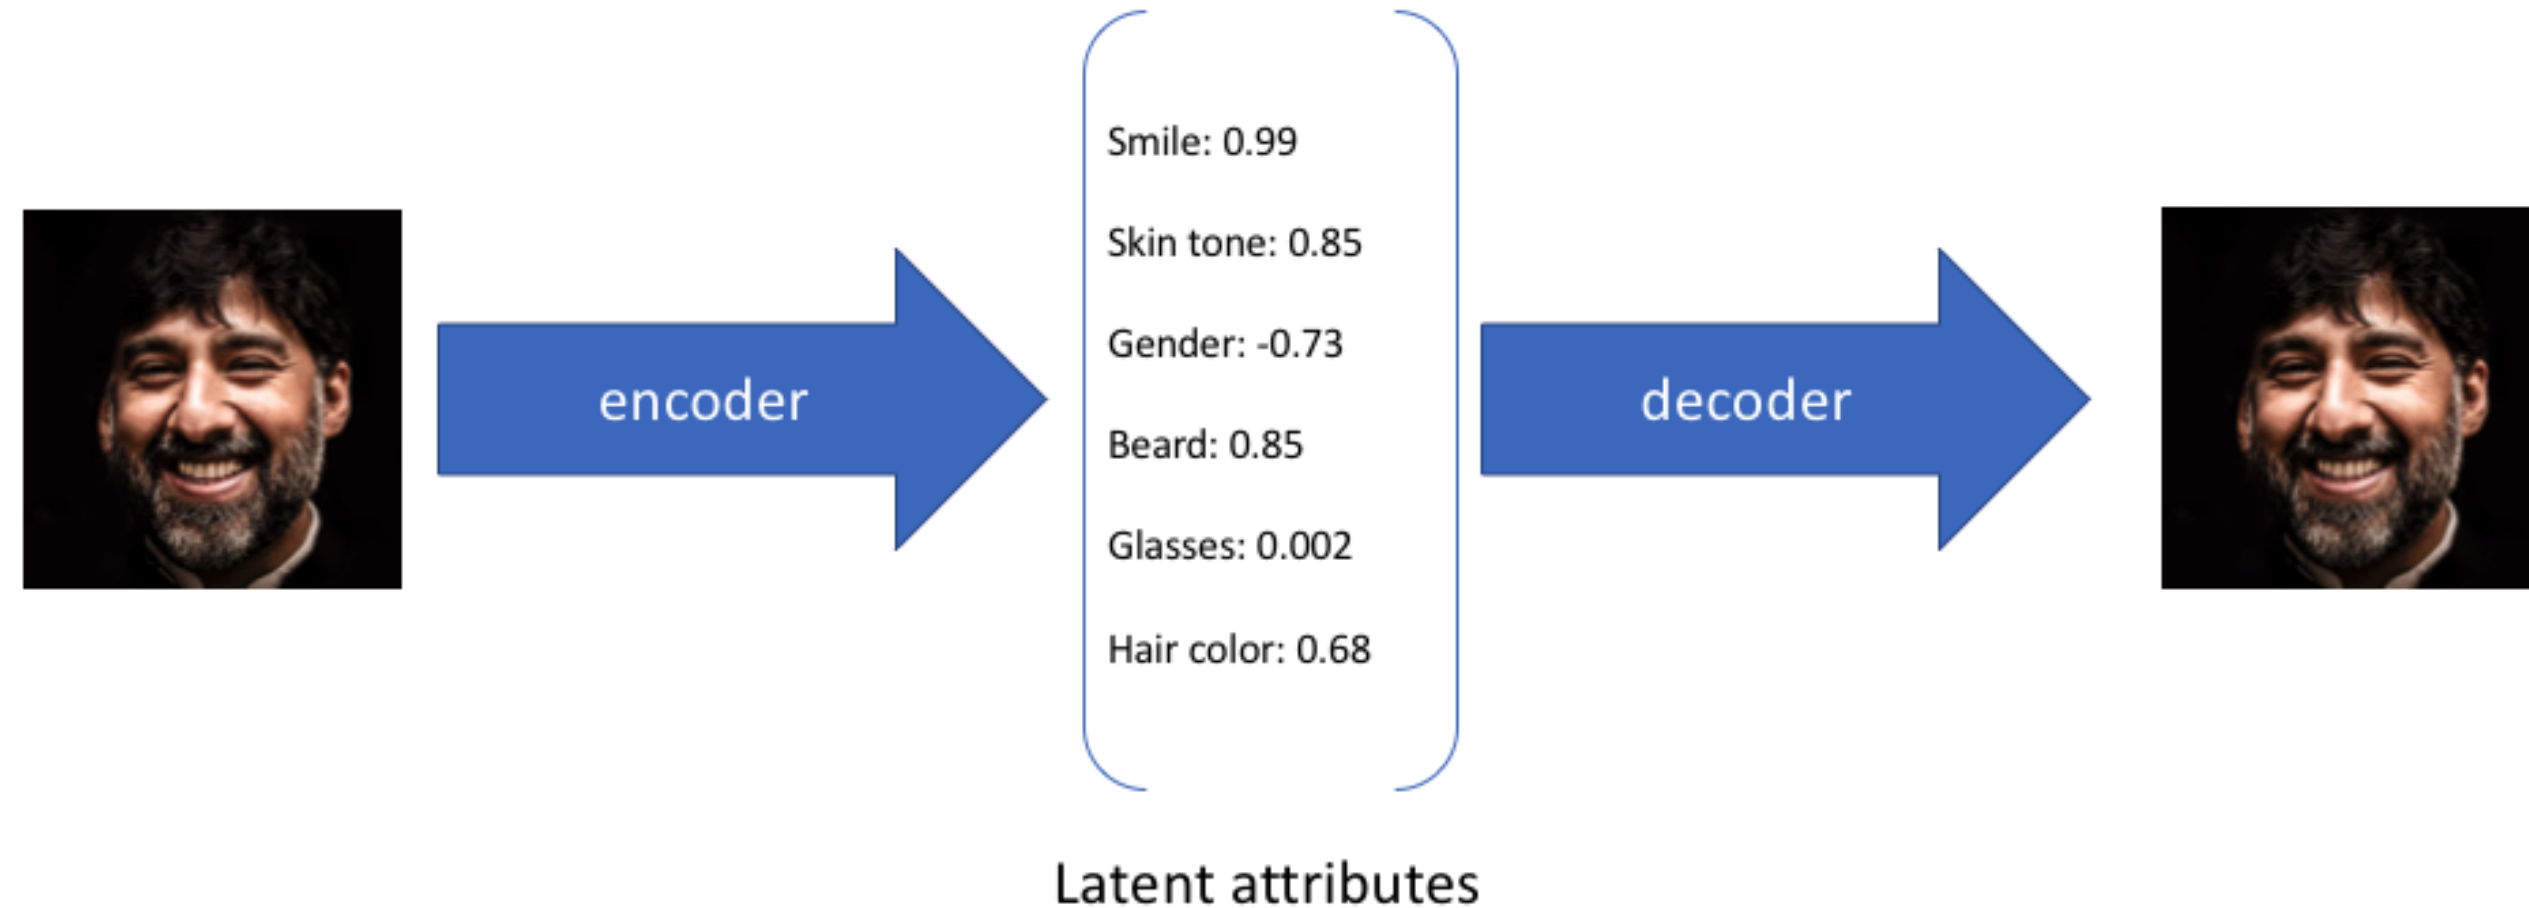 encoder
Smile: 0.99
Skin tone: 0.85
Gender: -0.73
Beard: 0.85
Glasses: 0.002
Hair color: 0.68
decoder
Latent attributes